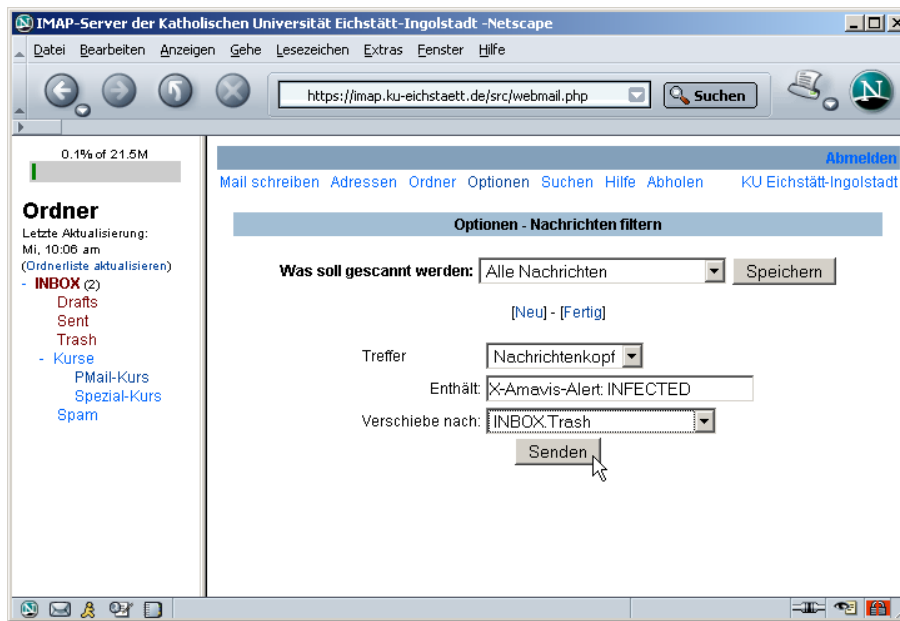 IMAP-Server der Katholischen Universität Eichstätt-Ingolstadt -Netscape
Datei Bearbeiten Anzeigen Gehe Lesezeichen Extras Fenster Hilfe
https://imap.ku-eichstaett.de/src/webmail.php Suchen N
0.1% of 21.5M
Ordner
Letzte Aktualisierung:
Mi, 10:06 am
(Ordnerliste aktualisieren)
- INBOX (2)
Drafts
Sent
Trash
- Kurse
PMail-Kurs
Spezial-Kurs
Spam
Abmelden
Mail schreiben Adressen Ordner Optionen Suchen Hilfe Abholen KU Eichstätt-Ingolstadt
Optionen - Nachrichten filtern
Was soll gescannt werden: Alle Nachrichten Speichern
[Neu] - [Fertig]
Treffer Nachrichtenkopf
Enthält: X-Amavis-Alert: INFECTED
Verschiebe nach: INBOX.Trash
Senden